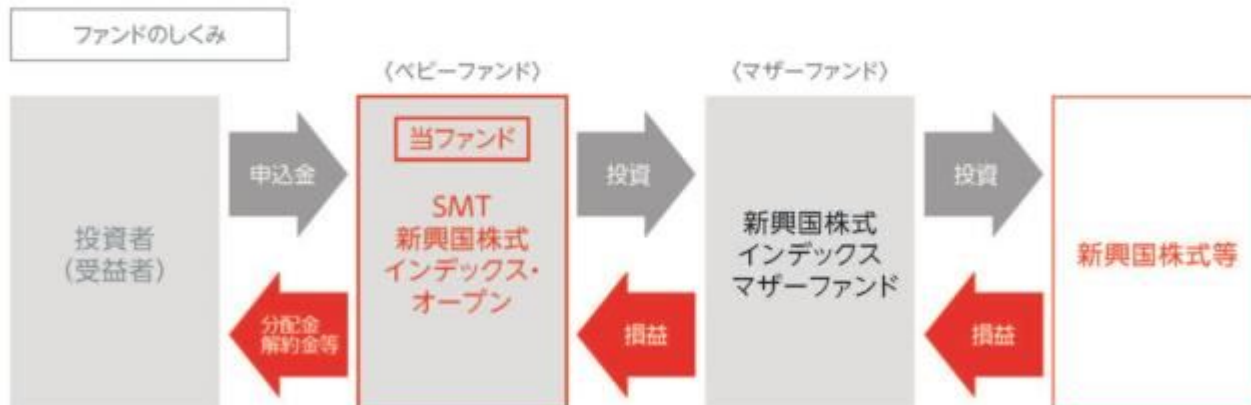 ファンドのしくみ
〈ベビーファンド〉
〈マザーファンド〉
投資者
（受益者）
申込金
分配金
解約金等
当ファンド
SMT
新興国株式
インデックス・
オープン
投資
損益
新興国株式
インデックス
マザーファンド
投資
損益
新興国株式等